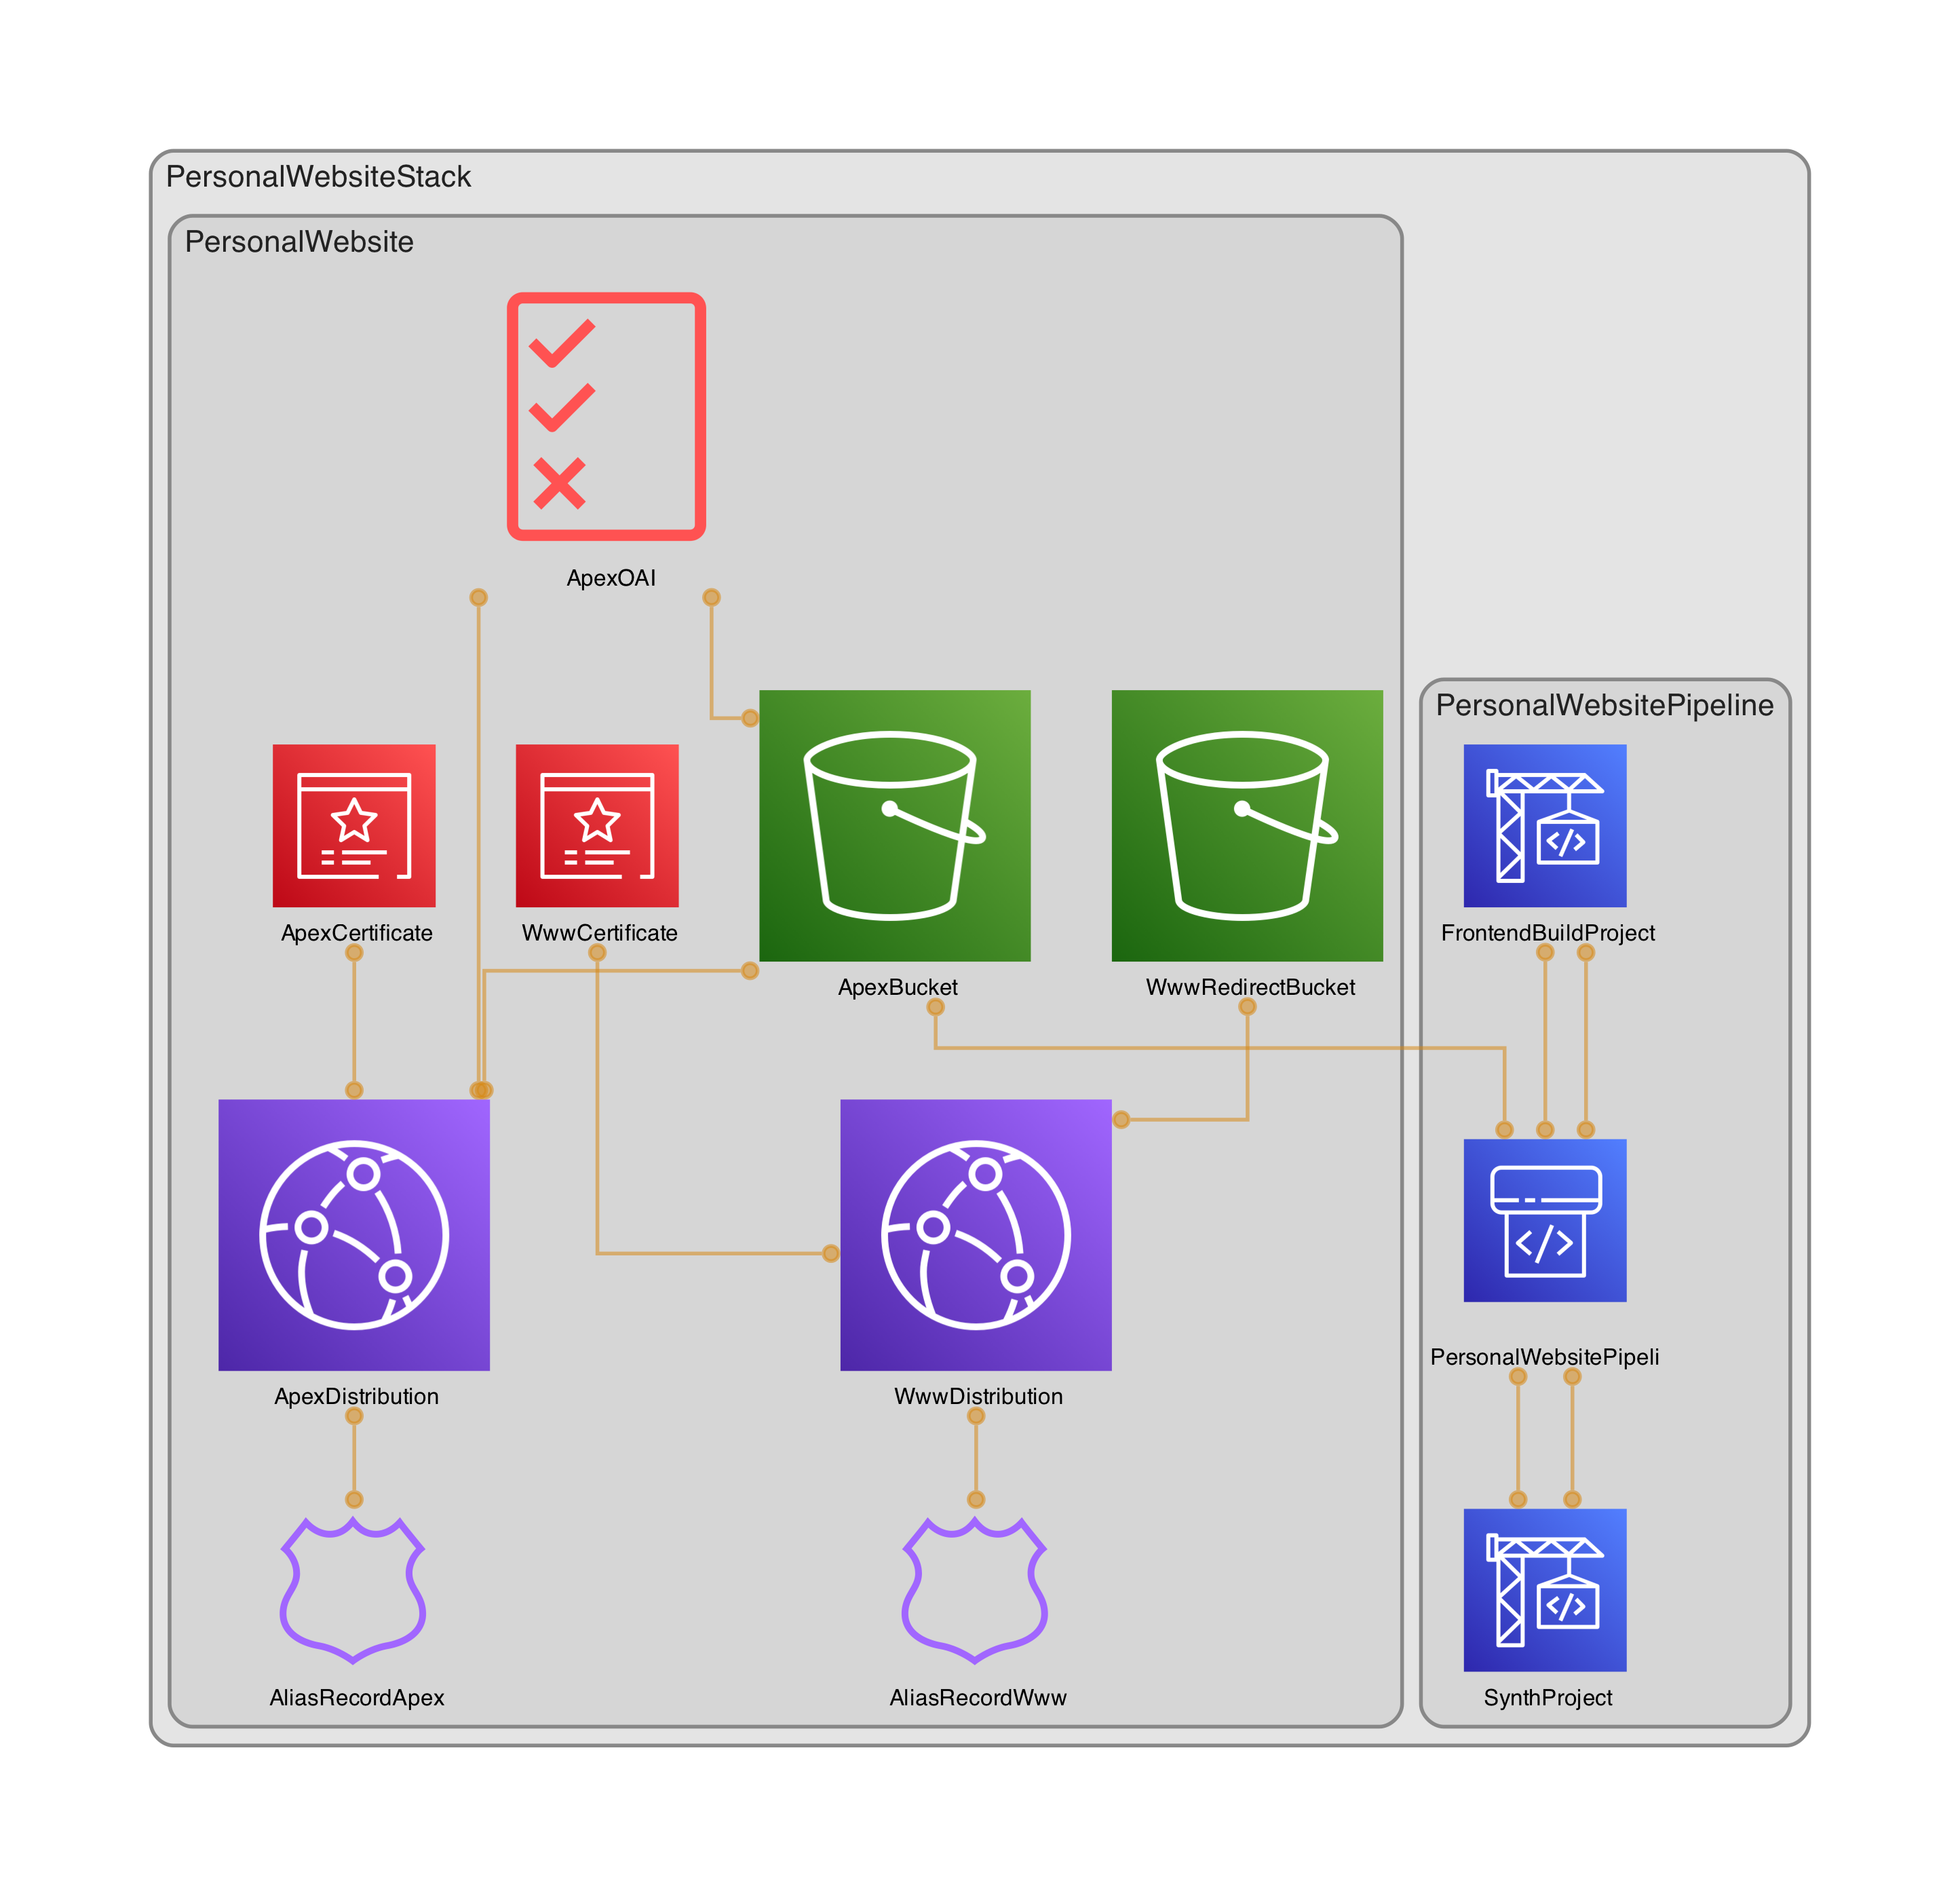 PersonalWebsiteStack
PersonalWebsite
ApexOAI
PersonalWebsitePipeline
ApexCertificate
WwwCertificate
FrontendBuildProject
ApexBucket
WwwRedirectBucket
PersonalWebsitePipeli
ApexDistribution
WwwDistribution
AliasRecordApex
AliasRecordWww
SynthProject